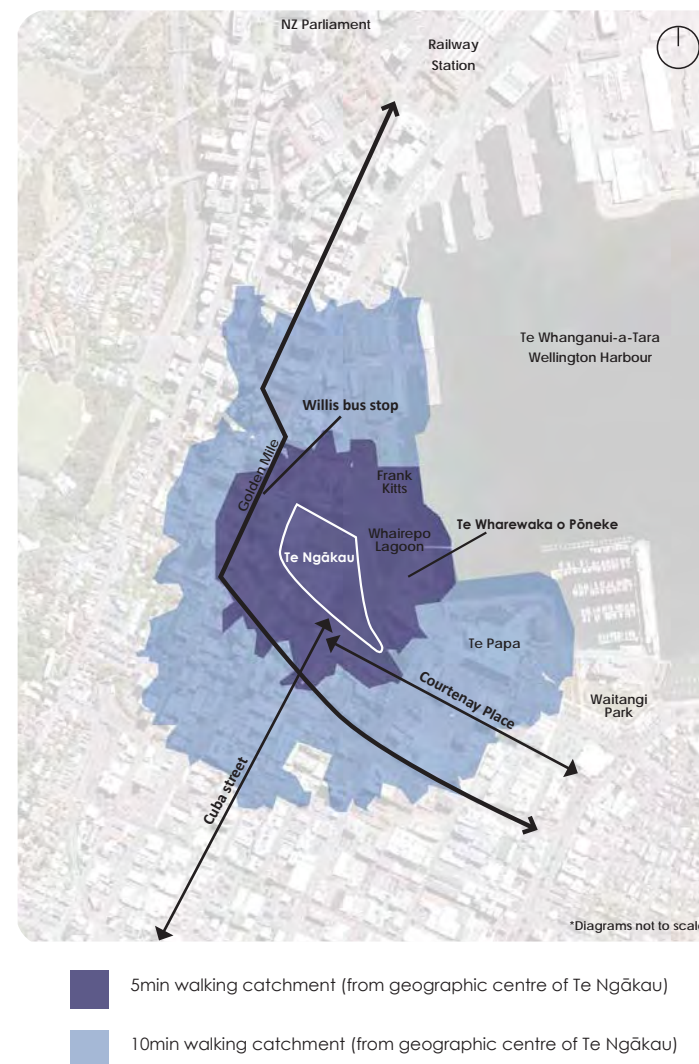 NZ Parliament
Railway
Station
Te Whanganui-a-Tara
Wellington Harbour
Willis bus stop
Golden Mile
Frank
Kitts
Whairepo
Lagoon
Te Wharewaka o Pōneke
Te Ngākau
Te Papa
Courtenay Place
Waitangi
Park
Cuba street
*Diagrams not to scale
5min walking catchment (from geographic centre of Te Ngākau)
10min walking catchment (from geographic centre of Te Ngākau)